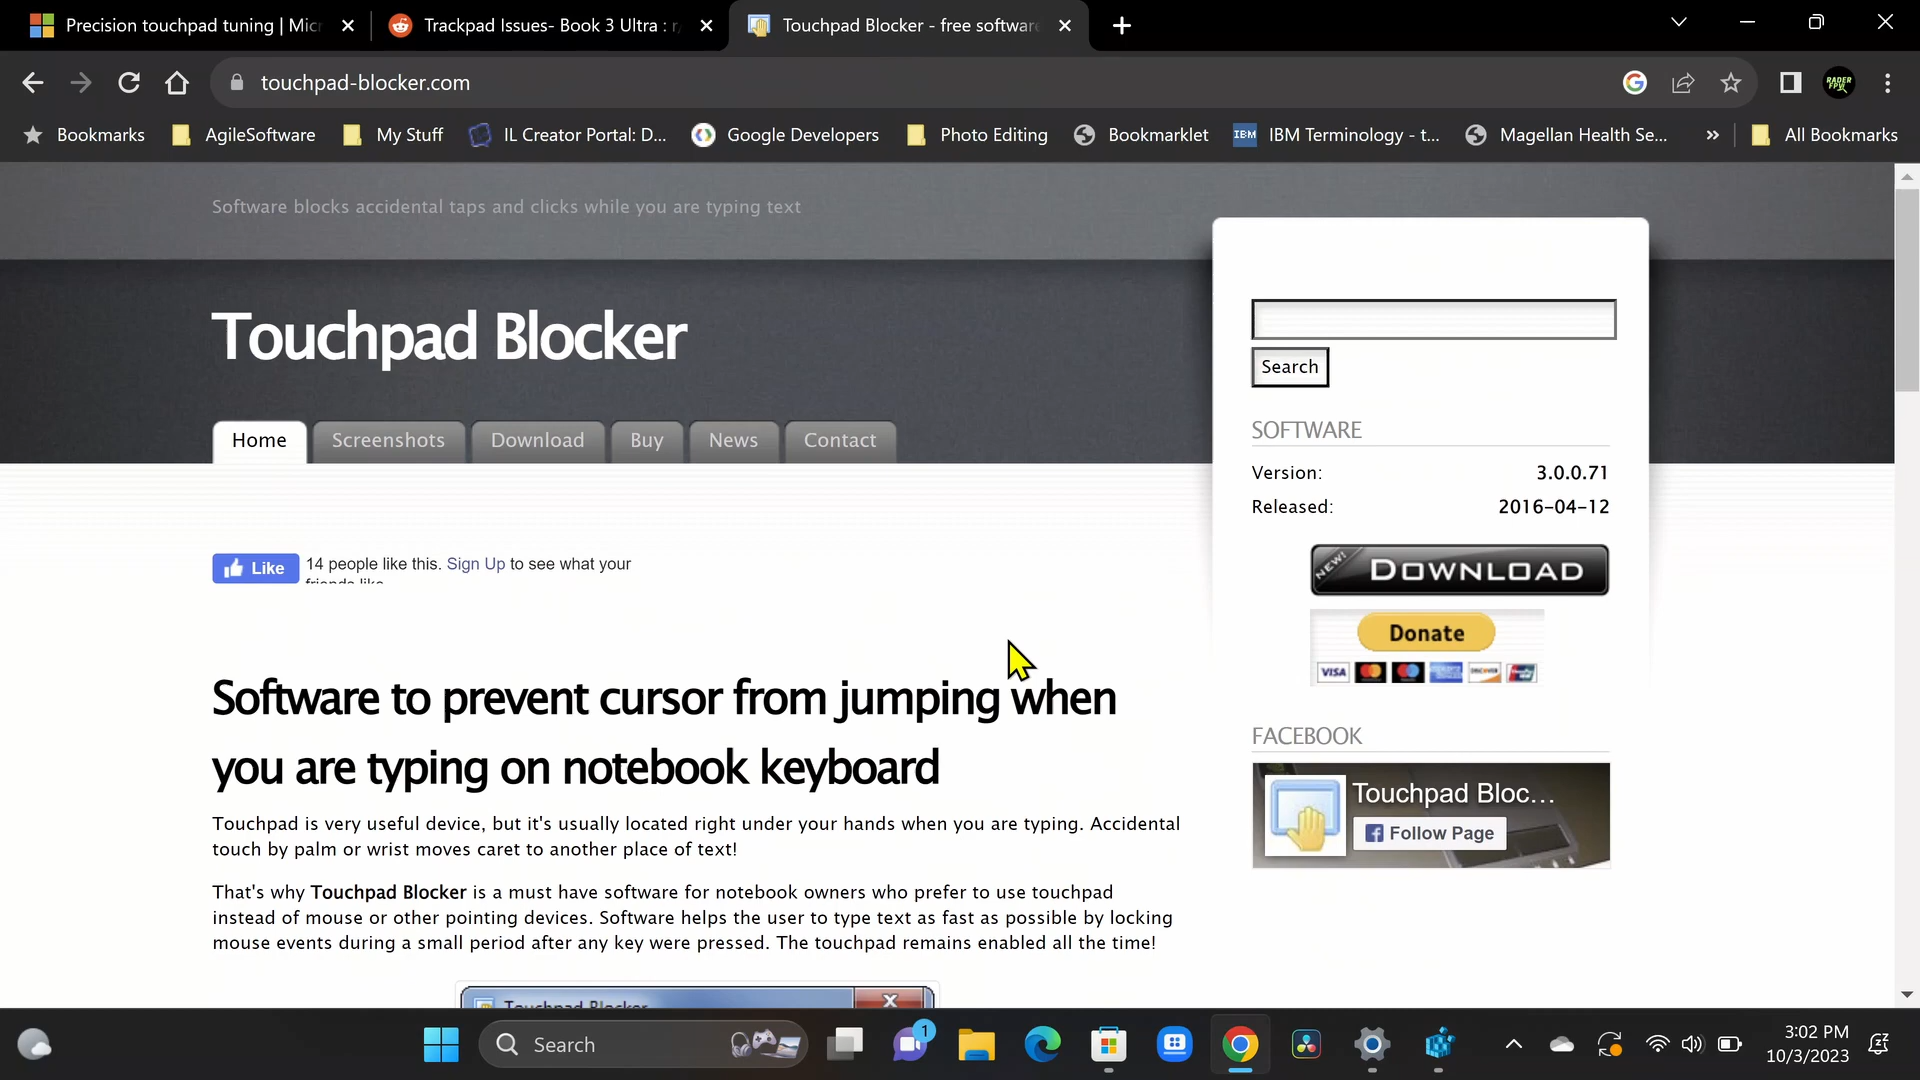 Precision touchpad tuning | Micr
Trackpad Issues- Book 3 Ultra : r/
Touchpad Blocker - free software
touchpad-blocker.com
Bookmarks
AgileSoftware
My Stuff
IL Creator Portal: D...
Google Developers
Photo Editing
Bookmarklet
IBM
IBM Terminology - t...
Magellan Health Se...
»
All Bookmarks
Software blocks accidental taps and clicks while you are typing text
Touchpad Blocker
Home
Screenshots
Download
Buy
News
Contact
Search
SOFTWARE
Version: 3.0.0.71
Released: 2016-04-12
NEW! DOWNLOAD
Donate
VISA
FACEBOOK
Touchpad Bloc...
Follow Page
Like
14 people like this. Sign Up to see what your
friends like.
Software to prevent cursor from jumping when
you are typing on notebook keyboard
Touchpad is very useful device, but it's usually located right under your hands when you are typing. Accidental
touch by palm or wrist moves caret to another place of text!
That's why Touchpad Blocker is a must have software for notebook owners who prefer to use touchpad
instead of mouse or other pointing devices. Software helps the user to type text as fast as possible by locking
mouse events during a small period after any key were pressed. The touchpad remains enabled all the time!
Touchpad Blocker
Search
1
3:02 PM
10/3/2023